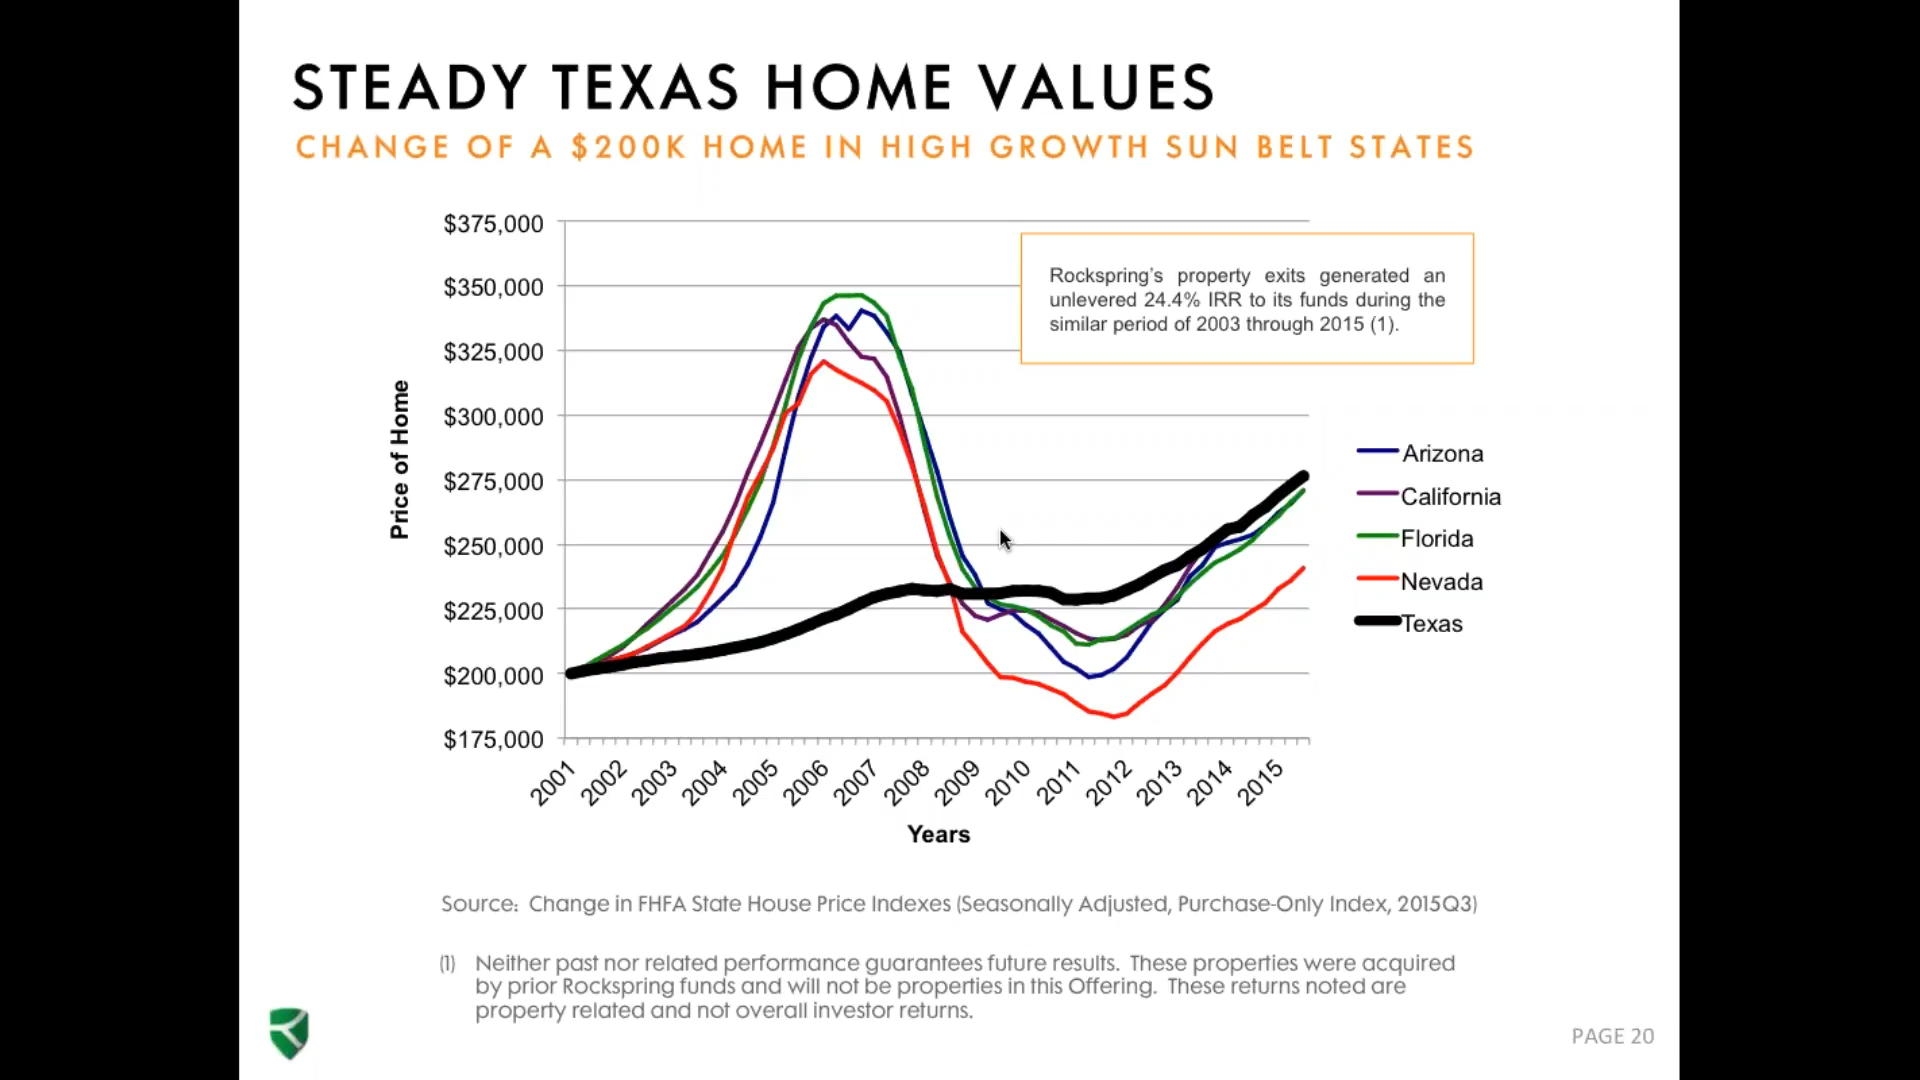 STEADY TEXAS HOME VALUES
CHANGE OF A $200K HOME IN HIGH GROWTH SUN BELT STATES
$375,000
$350,000
$325,000
$300,000
$275,000
$250,000
$225,000
$200,000
$175,000
Price of Home
Rockspring's property exits generated an
unlevered 24.4% IRR to its funds during the
similar period of 2003 through 2015 (1).
Arizona
California
Florida
Nevada
Texas
2001 2002 2003 2004 2005 2006 2007 2008 2009 2010 2011 2012 2013 2014 2015
Years
Source: Change in FHFA State House Price Indexes (Seasonally Adjusted, Purchase-Only Index, 2015Q3)
(1) Neither past nor related performance guarantees future results. These properties were acquired
by prior Rockspring funds and will not be properties in this Offering. These returns noted are
property related and not overall investor returns.
PAGE 20